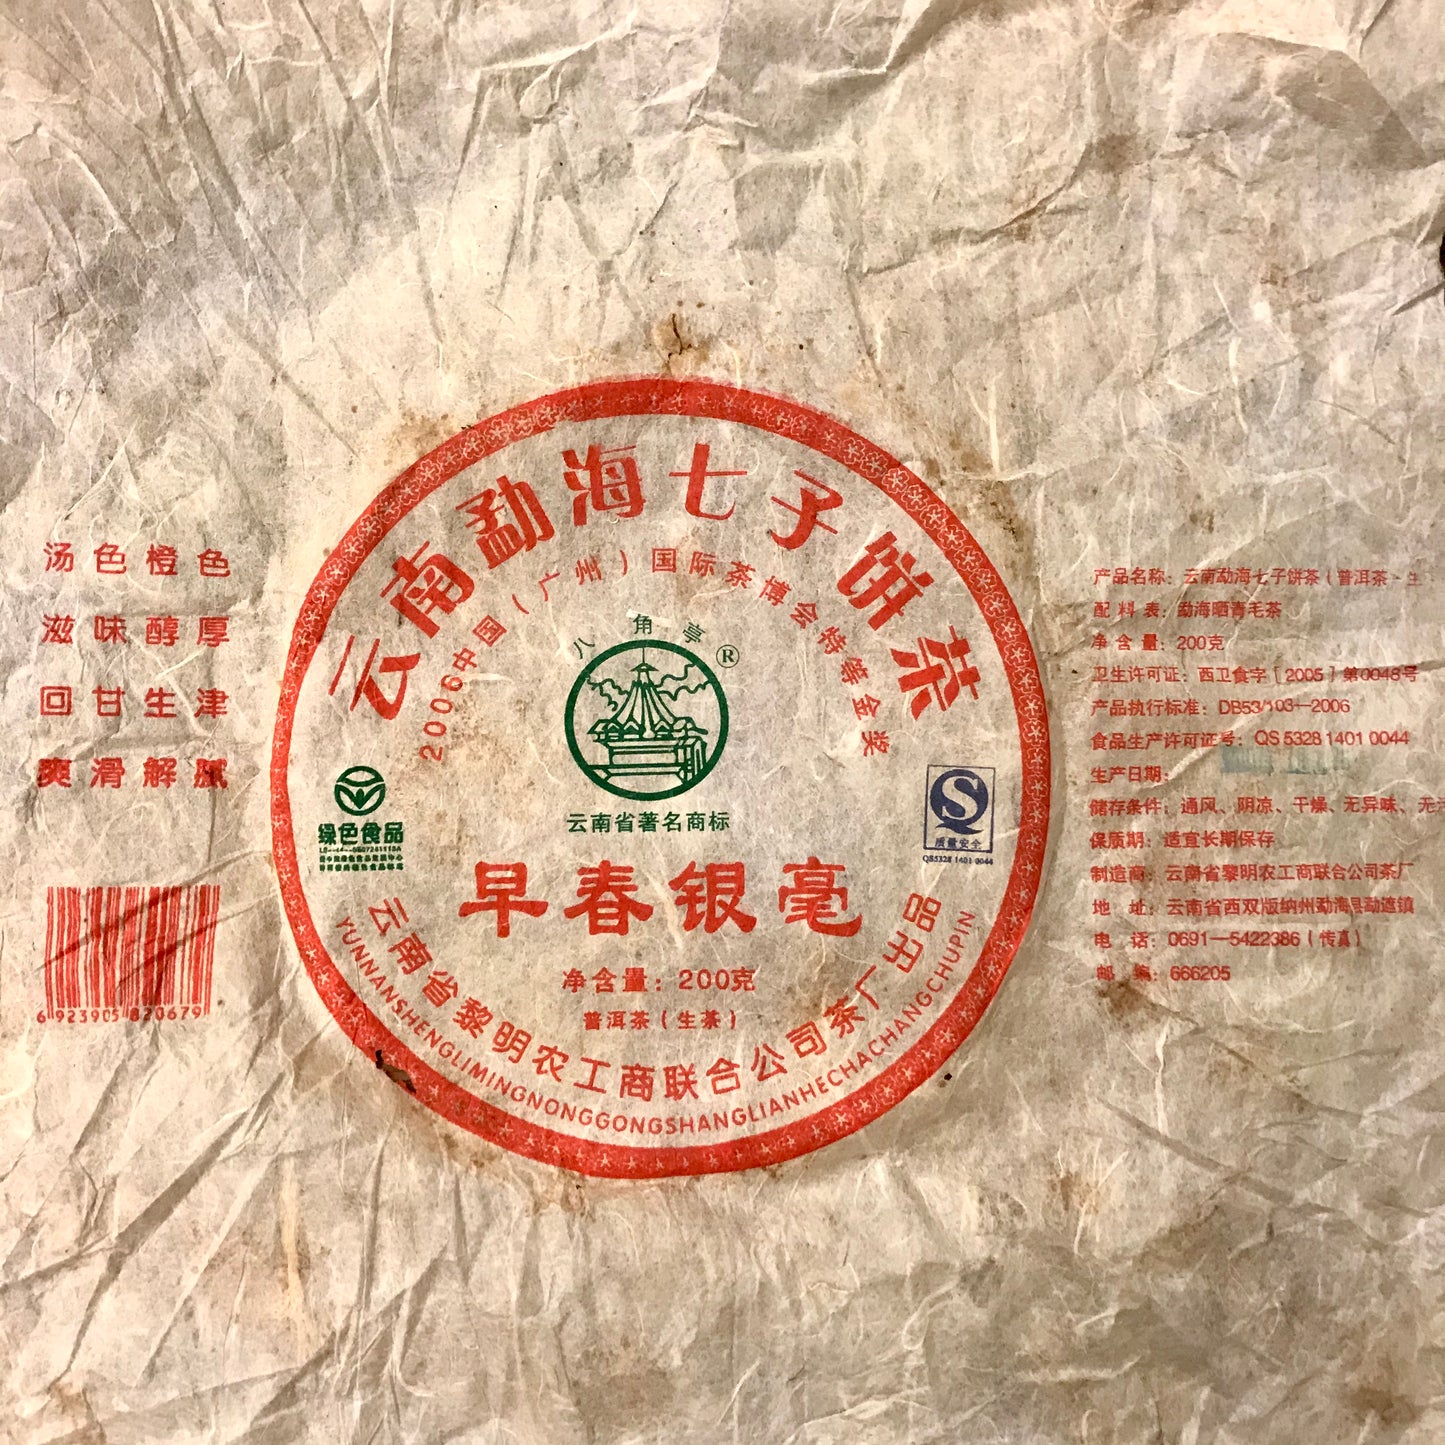 汤色橙色
滋味醇厚
回甘生津
爽滑解腻
6 923905 820679
云南勐海七子饼茶
2006中国(广州)国际茶博会特等金奖
八角亭®
云南省著名商标
绿色食品
质量安全
QS5328 1401 0044
早春银毫
净含量：200克
普洱茶(生茶)
云南省黎明农工商联合公司茶厂出品
YUNNANSHENGLIMINGNONGGONGSHANGLIANHECHACHANGCHUPIN
产品名称：云南勐海七子饼茶(普洱茶·生
配料表：勐海晒青毛茶
净含量：200克
卫生许可证：西卫食字[2005]第0048号
产品执行标准：DB53/103—2006
食品生产许可证号：QS 5328 1401 0044
生产日期：
储存条件：通风、阴凉、干燥、无异味、无
保质期：适宜长期保存
制造商：云南省黎明农工商联合公司茶厂
地 址：云南省西双版纳州勐海县勐遮镇
电 话：0691—5422386(传真)
邮 编：666205